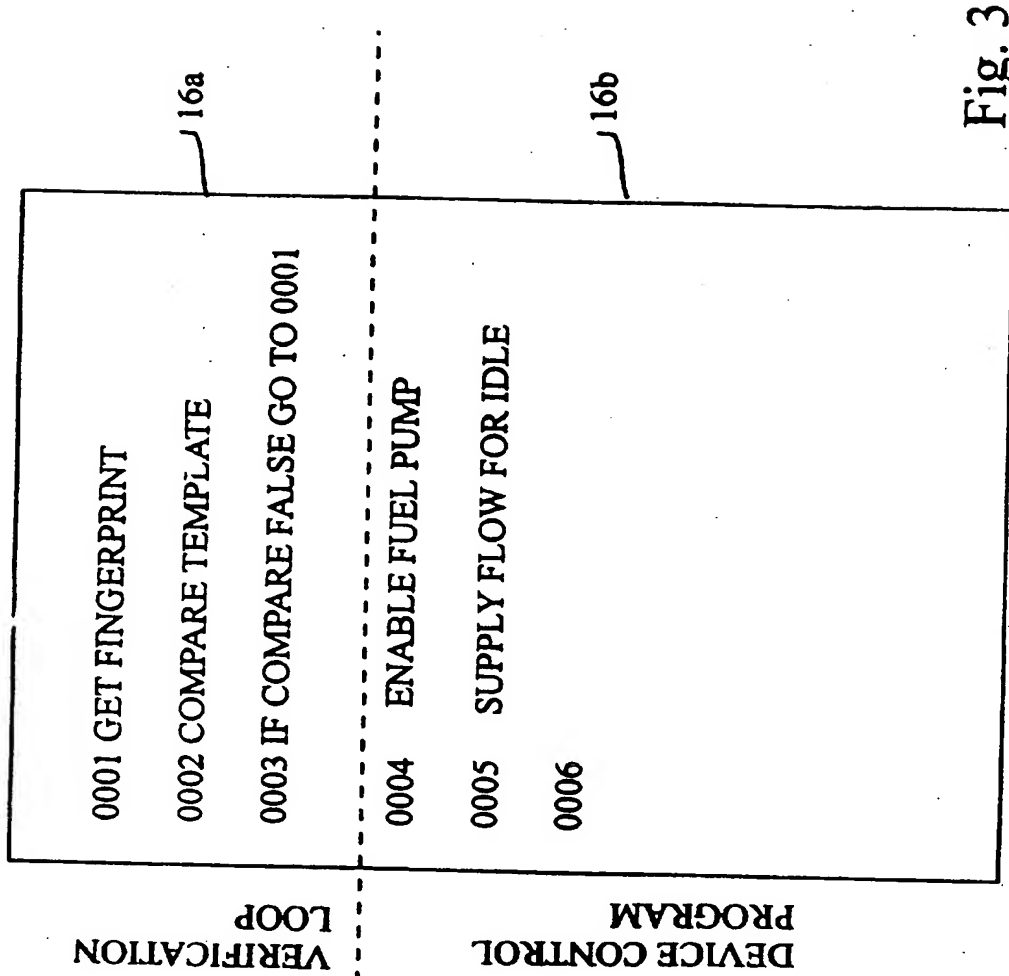 VERIFICATION
LOOP
0001 GET FINGERPRINT
0002 COMPARE TEMPLATE
0003 IF COMPARE FALSE GO TO 0001
16a
DEVICE CONTROL
PROGRAM
0004 ENABLE FUEL PUMP
0005 SUPPLY FLOW FOR IDLE
0006
16b
Fig. 3